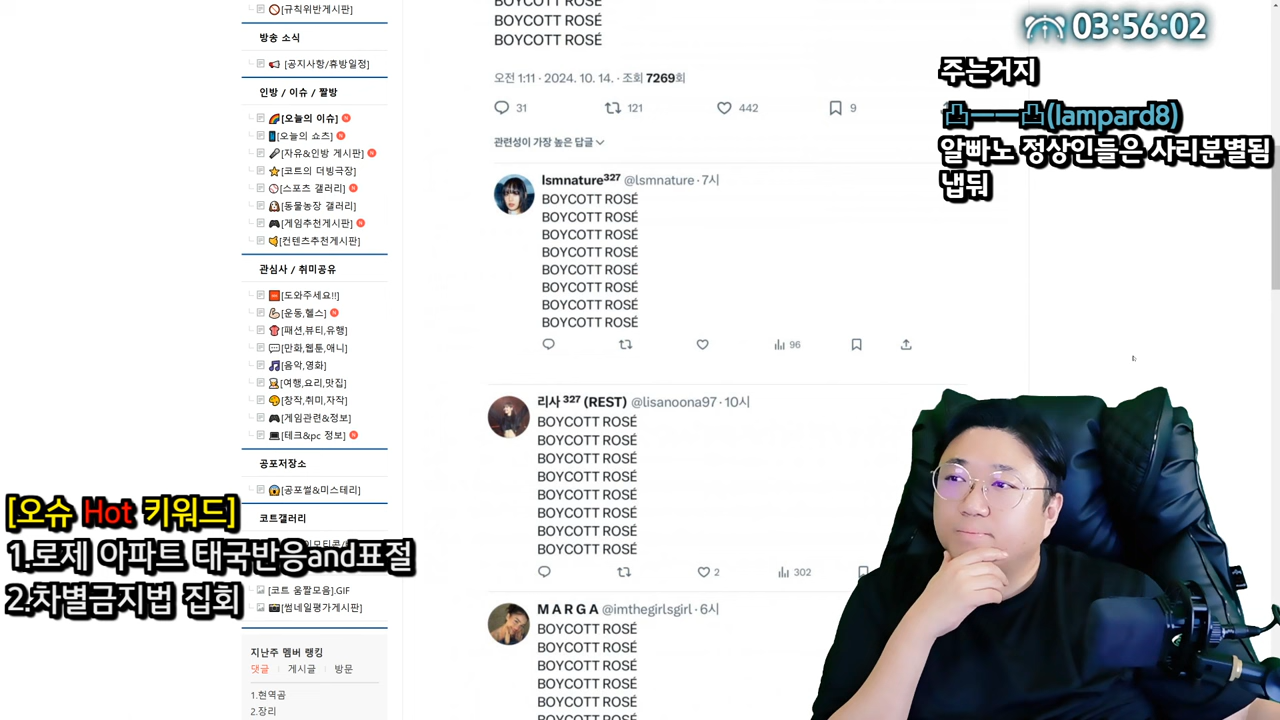 [규칙위반게시판]
방송 소식
[공지사항/휴방일정]
인방 / 이슈 / 짤방
[오늘의 이슈] N
[오늘의 쇼츠] N
[자유&인방 게시판] N
[코트의 더빙극장]
[스포츠 갤러리] N
[동물농장 갤러리]
[게임추천게시판] N
[컨텐츠추천게시판]
관심사 / 취미공유
[도와주세요!!]
[운동,헬스] N
[패션,뷰티,유행]
[만화,웹툰,애니]
[음악,영화]
[여행,요리,맛집]
[창작,취미,자작]
[게임관련&정보]
[테크&pc 정보] N
공포저장소
[공포썰&미스테리]
코트갤러리
[코트 움짤모음].GIF
[썸네일평가게시판]
지난주 멤버 랭킹
댓글 게시글 방문
1.현역곰
2.장리
[오슈 Hot 키워드]
1.로제 아파트 태국반응and표절
2.차별금지법 집회
BOYCOTT ROSÉ
BOYCOTT ROSÉ
BOYCOTT ROSÉ
오전 1:11 · 2024. 10. 14. · 조회 7269회
31 121 442 9
관련성이 가장 높은 답글
lsmnature³²⁷ @lsmnature · 7시
BOYCOTT ROSÉ
BOYCOTT ROSÉ
BOYCOTT ROSÉ
BOYCOTT ROSÉ
BOYCOTT ROSÉ
BOYCOTT ROSÉ
BOYCOTT ROSÉ
BOYCOTT ROSÉ
96
리사 ³²⁷ (REST) @lisanoona97 · 10시
BOYCOTT ROSÉ
BOYCOTT ROSÉ
BOYCOTT ROSÉ
BOYCOTT ROSÉ
BOYCOTT ROSÉ
BOYCOTT ROSÉ
BOYCOTT ROSÉ
BOYCOTT ROSÉ
2 302
M A R G A @imthegirlsgirl · 6시
BOYCOTT ROSÉ
BOYCOTT ROSÉ
BOYCOTT ROSÉ
BOYCOTT ROSÉ
BOYCOTT ROSÉ
03:56:02
주는거지
凸ㅡㅡ凸(lampard8)
알빠노 정상인들은 사리분별됨
냅둬